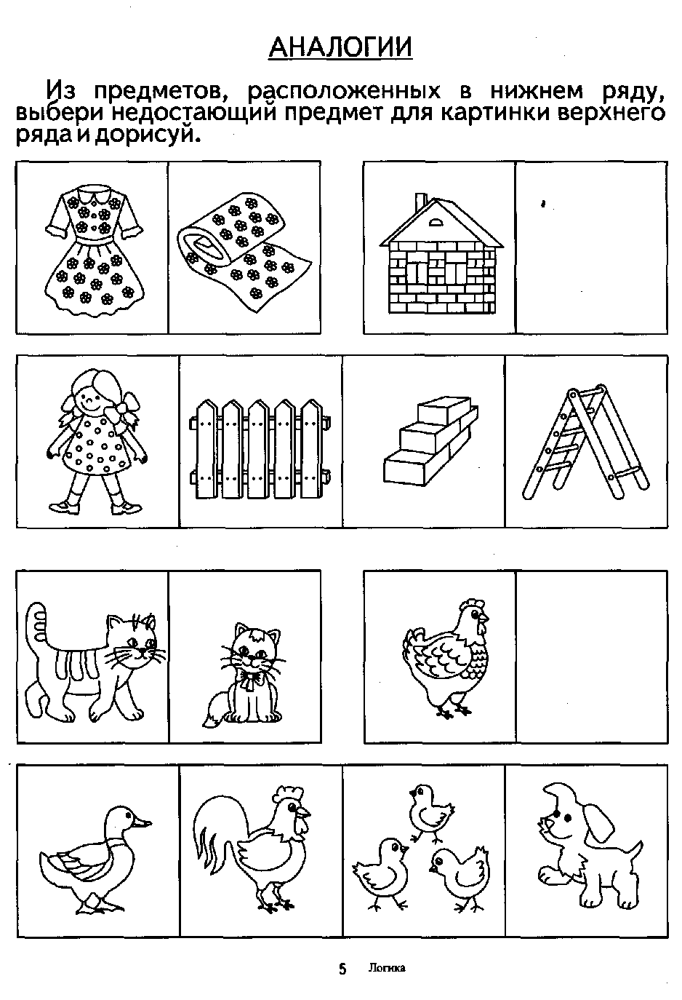 АНАЛОГИИ
Из предметов, расположенных в нижнем ряду,
выбери недостающий предмет для картинки верхнего
ряда и дорисуй.
5 Логика